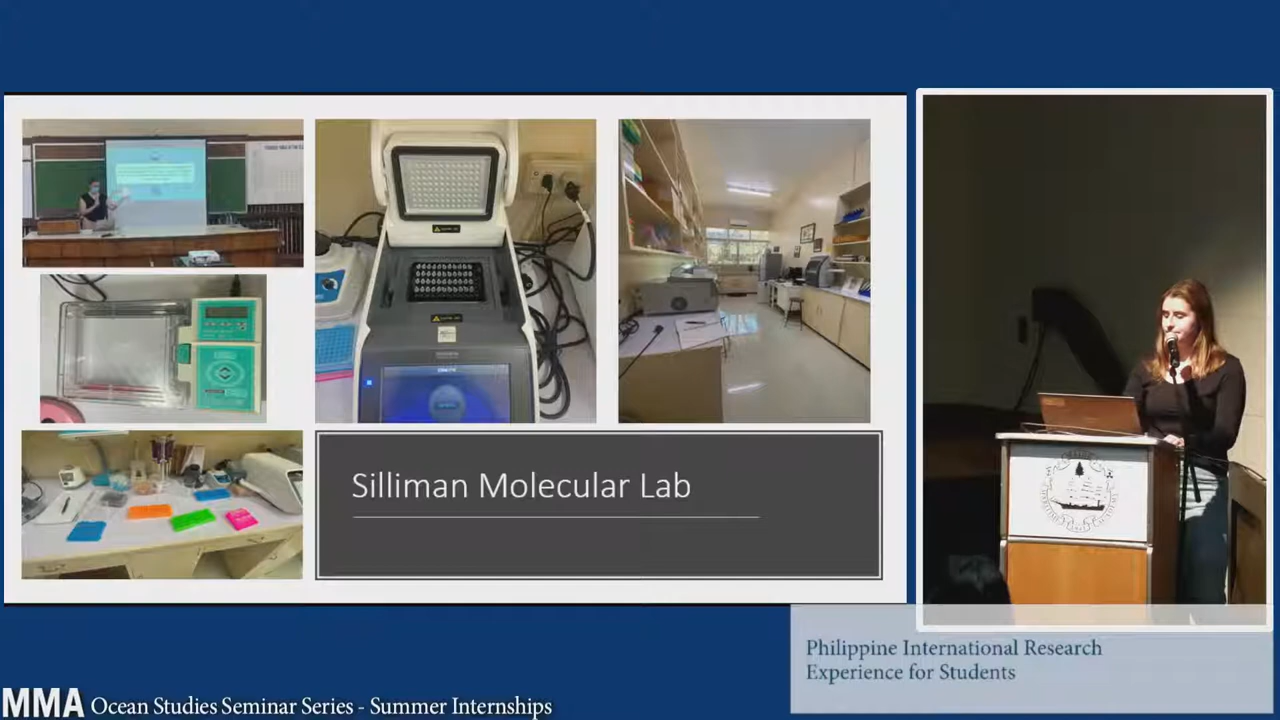 Silliman Molecular Lab
Philippine International Research
Experience for Students
MMA Ocean Studies Seminar Series - Summer Internships